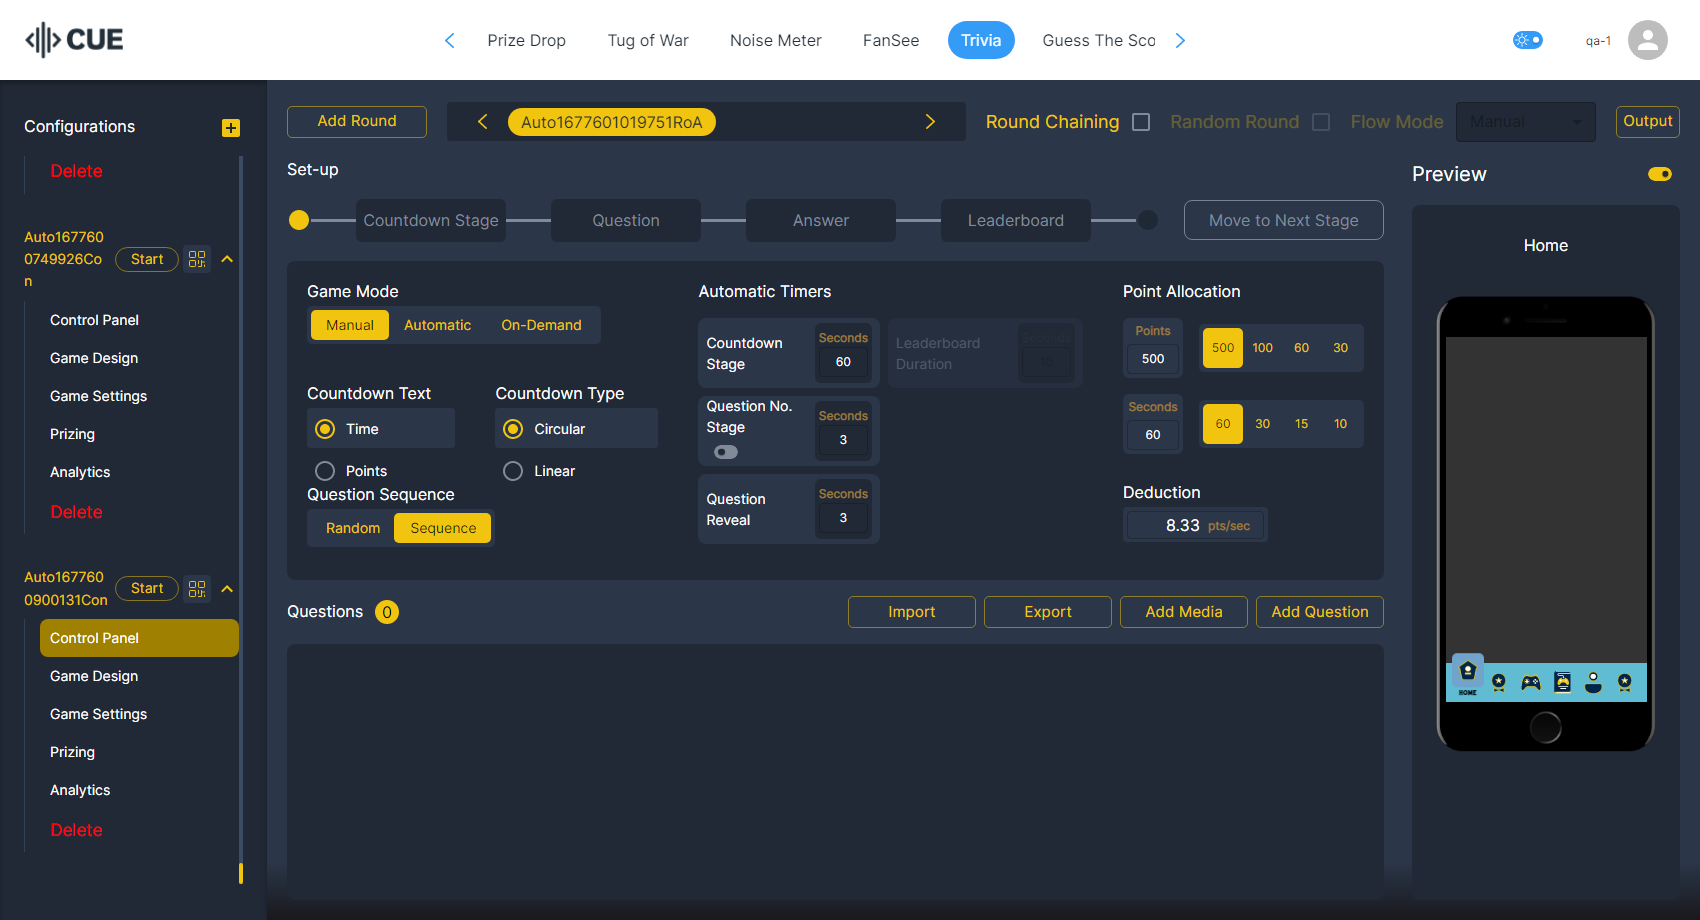 CUE
Prize Drop
Tug of War
Noise Meter
FanSee
Trivia
Guess The Sco
qa-1
Configurations
Delete
Auto167760
0749926Co
n
Start
Control Panel
Game Design
Game Settings
Prizing
Analytics
Delete
Auto167760
0900131Con
Start
Control Panel
Game Design
Game Settings
Prizing
Analytics
Delete
Add Round
Auto1677601019751RoA
Round Chaining
Random Round
Flow Mode
Manual
Output
Set-up
Countdown Stage
Question
Answer
Leaderboard
Move to Next Stage
Game Mode
Manual
Automatic
On-Demand
Countdown Text
Time
Points
Countdown Type
Circular
Linear
Question Sequence
Random
Sequence
Automatic Timers
Countdown
Stage
Seconds
60
Leaderboard
Duration
Seconds
10
Question No.
Stage
Seconds
3
Question
Reveal
Seconds
3
Point Allocation
Points
500
500
100
60
30
Seconds
60
60
30
15
10
Deduction
8.33 pts/sec
Questions 0
Import
Export
Add Media
Add Question
Preview
Home
HOME